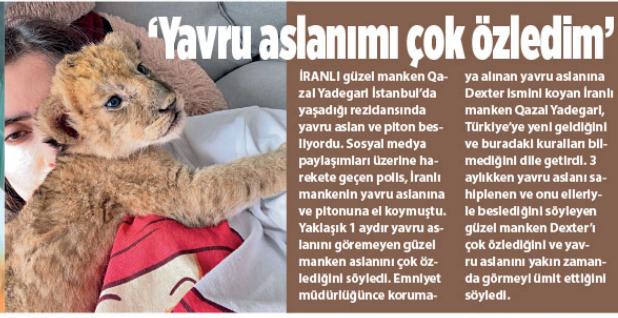 ‘Yavru aslanımı çok özledim’
İRANLI güzel manken Qa-
zal Yadegari İstanbul’da
yaşadığı rezidansında
yavru aslan ve piton bes-
liyordu. Sosyal medya
paylaşımları üzerine ha-
rekete geçen polis, İranlı
mankenin yavru aslanına
ve pitonuna el koymuştu.
Yaklaşık 1 aydır yavru as-
lanını göremeyen güzel
manken aslanını çok öz-
lediğini söyledi. Emniyet
müdürlüğünce koruma-
ya alınan yavru aslanına
Dexter ismini koyan İranlı
manken Qazal Yadegari,
Türkiye’ye yeni geldiğini
ve buradaki kuralları bil-
mediğini dile getirdi. 3
aylıkken yavru aslanı sa-
hiplenen ve onu elleriy-
le beslediğini söyleyen
güzel manken Dexter’ı
çok özlediğini ve yav-
ru aslanını yakın zaman-
da görmeyi ümit ettiğini
söyledi.